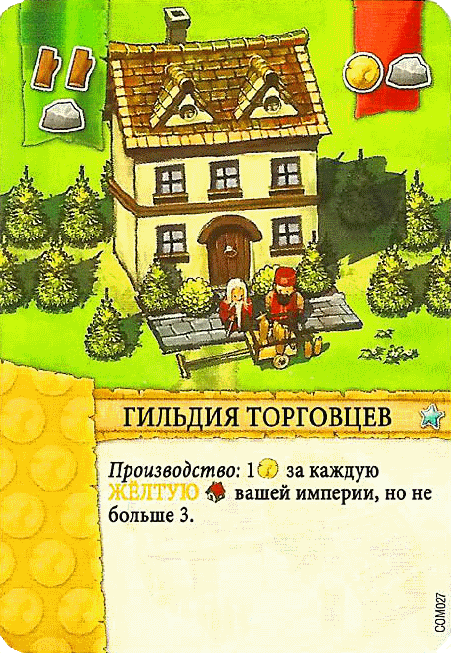 ГИЛЬДИЯ ТОРГОВЦЕВ
Производство: 1 за каждую
ЖЁЛТУЮ вашей империи, но не
больше 3.
COM027